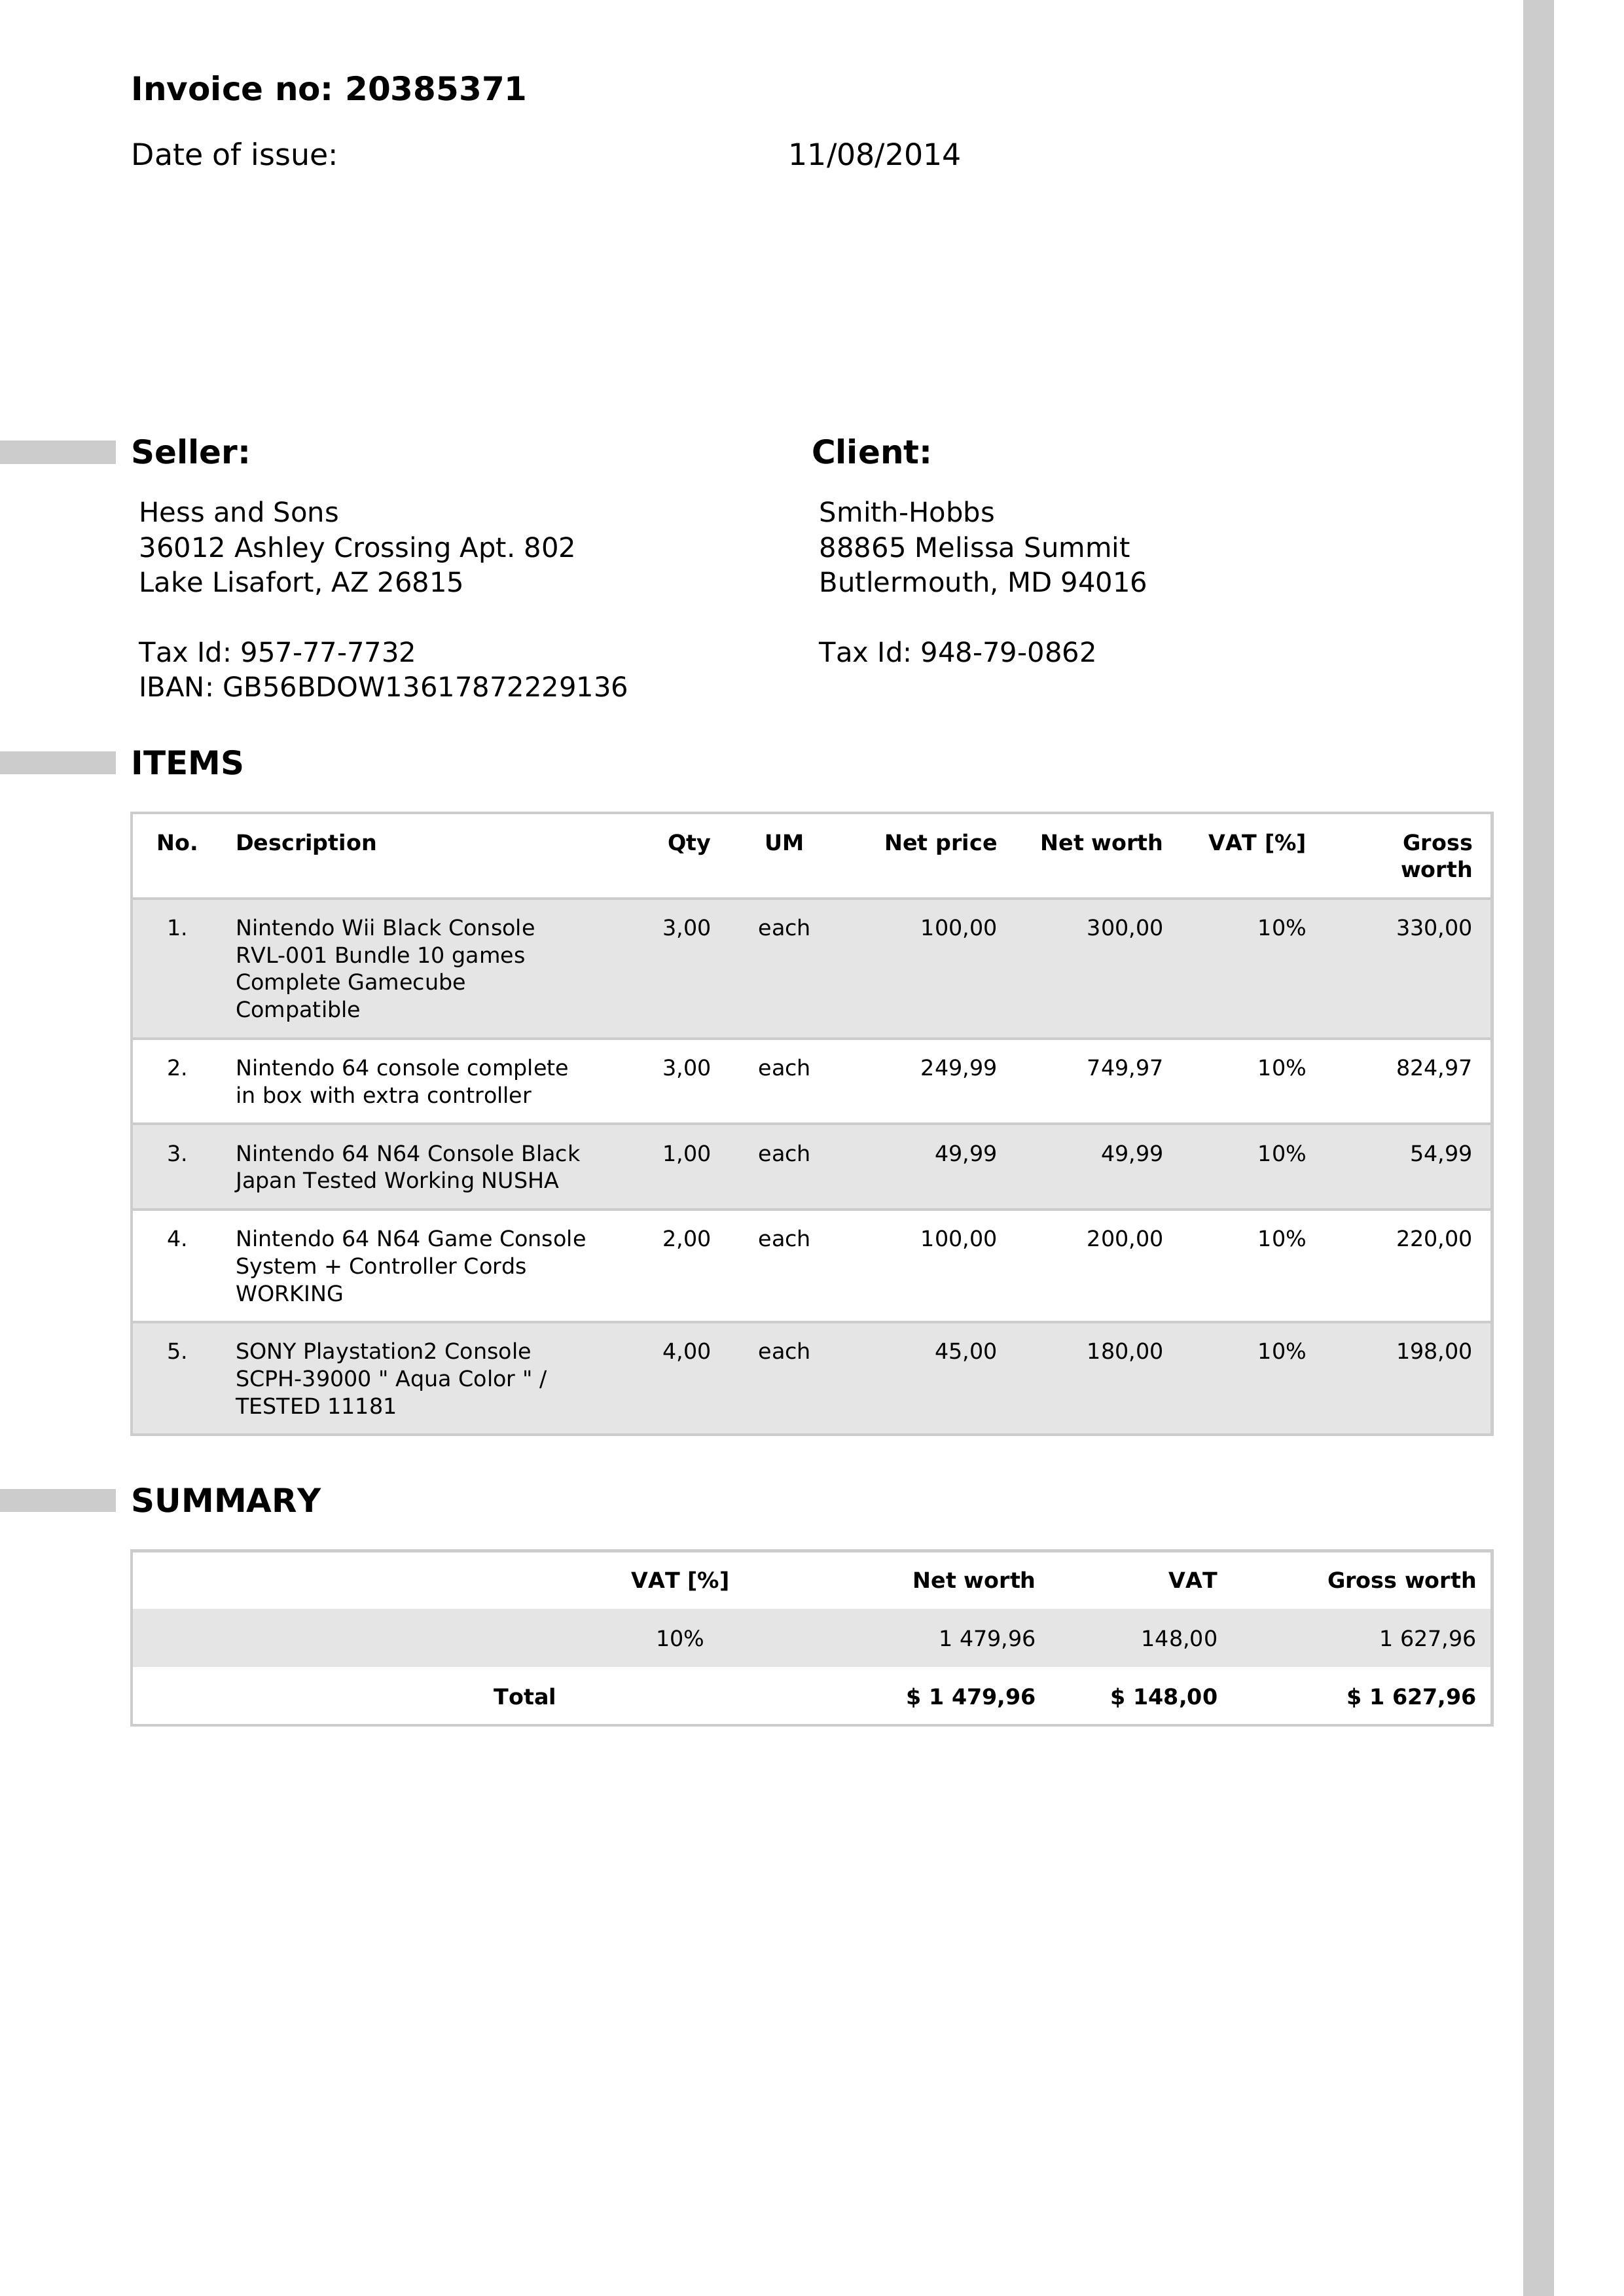 Invoice no: 20385371
Date of issue: 11/08/2014
Seller: Client:
Hess and Sons Smith-Hobbs
36012 Ashley Crossing Apt. 802 88865 Melissa Summit
Lake Lisafort, AZ 26815 Butlermouth, MD 94016
Tax Id: 957-77-7732 Tax Id: 948-79-0862
IBAN: GB56BDOW13617872229136
ITEMS
No. Description Qty UM Net price Net worth VAT [%] Gross
worth
1. Nintendo Wii Black Console 3,00 each 100,00 300,00 10% 330,00
RVL-001 Bundle 10 games
Complete Gamecube
Compatible
2. Nintendo 64 console complete 3,00 each 249,99 749,97 10% 824,97
in box with extra controller
3. Nintendo 64 N64 Console Black 1,00 each 49,99 49,99 10% 54,99
Japan Tested Working NUSHA
4. Nintendo 64 N64 Game Console 2,00 each 100,00 200,00 10% 220,00
System + Controller Cords
WORKING
5. SONY Playstation2 Console 4,00 each 45,00 180,00 10% 198,00
SCPH-39000 " Aqua Color " /
TESTED 11181
SUMMARY
VAT [%] Net worth VAT Gross worth
10% 1 479,96 148,00 1 627,96
Total $ 1 479,96 $ 148,00 $ 1 627,96